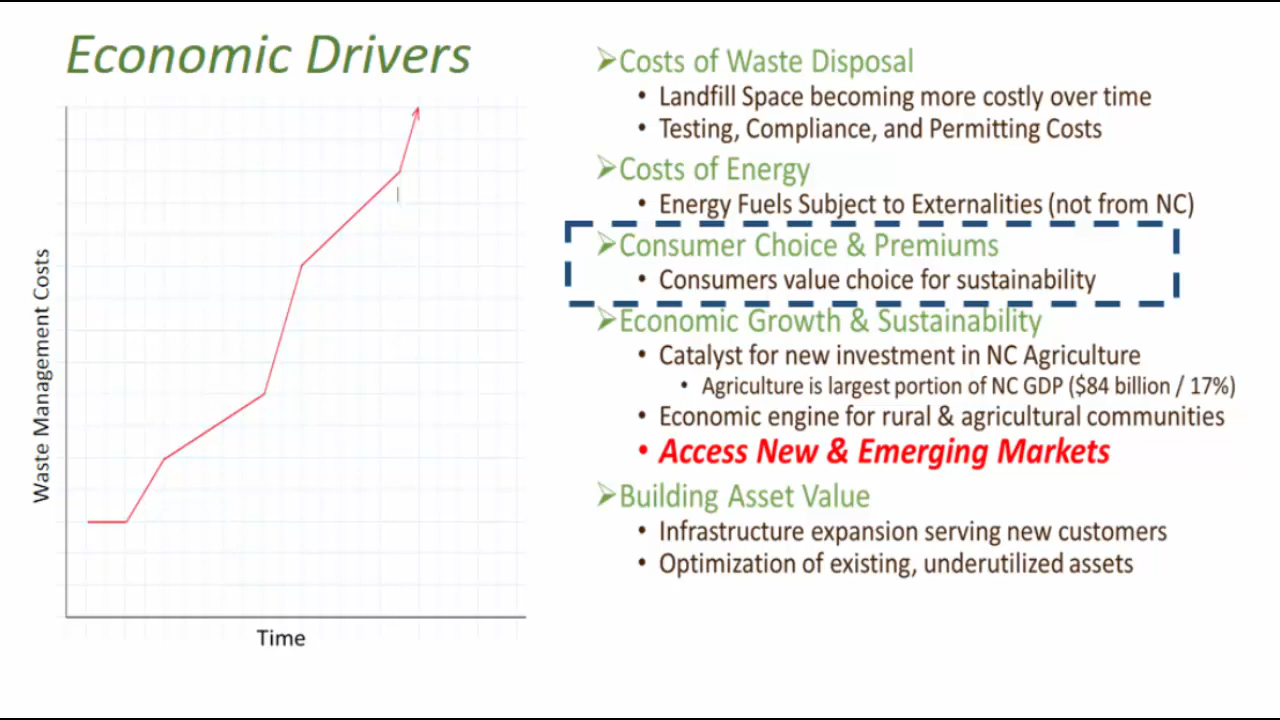 Economic Drivers
Waste Management Costs
Time
➢Costs of Waste Disposal
• Landfill Space becoming more costly over time
• Testing, Compliance, and Permitting Costs
➢Costs of Energy
• Energy Fuels Subject to Externalities (not from NC)
➢Consumer Choice & Premiums
• Consumers value choice for sustainability
➢Economic Growth & Sustainability
• Catalyst for new investment in NC Agriculture
• Agriculture is largest portion of NC GDP ($84 billion / 17%)
• Economic engine for rural & agricultural communities
• Access New & Emerging Markets
➢Building Asset Value
• Infrastructure expansion serving new customers
• Optimization of existing, underutilized assets